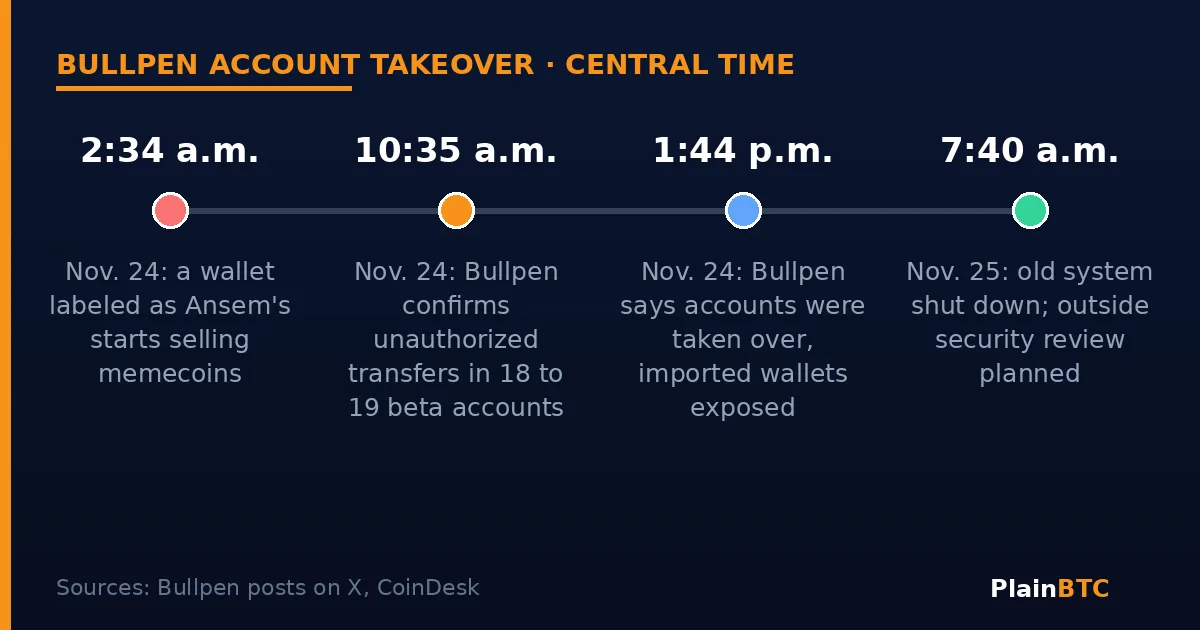 BULLPEN ACCOUNT TAKEOVER · CENTRAL TIME
2:34 a.m.
Nov. 24: a wallet
labeled as Ansem's
starts selling
memecoins
10:35 a.m.
Nov. 24: Bullpen
confirms
unauthorized
transfers in 18 to
19 beta accounts
1:44 p.m.
Nov. 24: Bullpen
says accounts were
taken over,
imported wallets
exposed
7:40 a.m.
Nov. 25: old system
shut down; outside
security review
planned
Sources: Bullpen posts on X, CoinDesk
PlainBTC